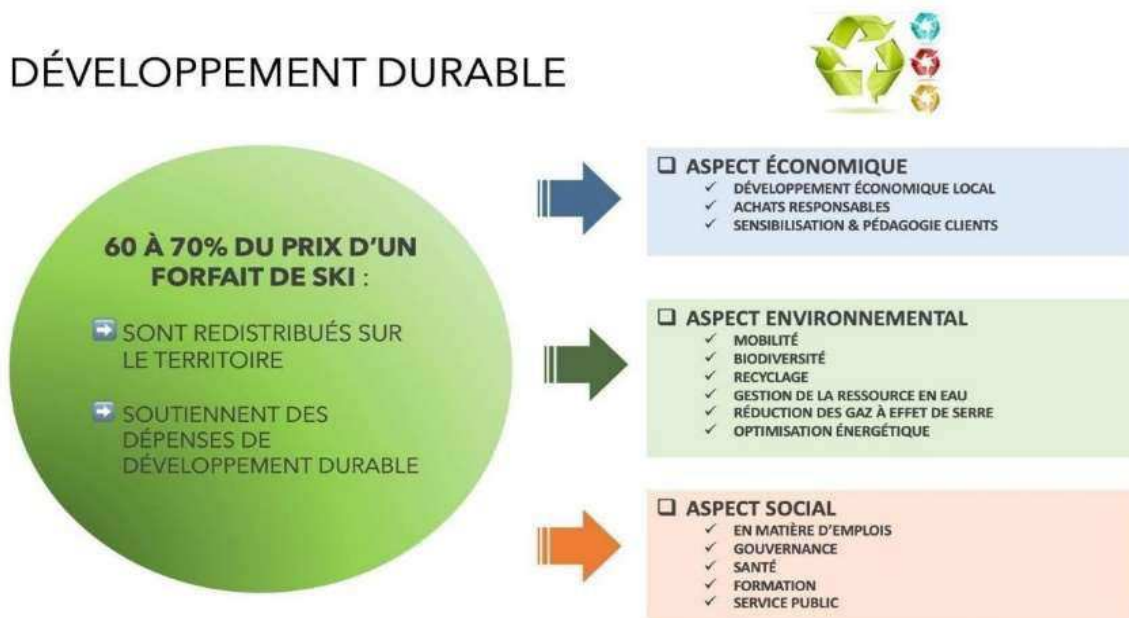 DÉVELOPPEMENT DURABLE
60 À 70% DU PRIX D'UN
FORFAIT DE SKI :
SONT REDISTRIBUÉS SUR
LE TERRITOIRE
SOUTIENNENT DES
DÉPENSES DE
DÉVELOPPEMENT DURABLE
ASPECT ÉCONOMIQUE
DÉVELOPPEMENT ÉCONOMIQUE LOCAL
ACHATS RESPONSABLES
SENSIBILISATION & PÉDAGOGIE CLIENTS
ASPECT ENVIRONNEMENTAL
MOBILITÉ
BIODIVERSITÉ
RECYCLAGE
GESTION DE LA RESSOURCE EN EAU
RÉDUCTION DES GAZ À EFFET DE SERRE
OPTIMISATION ÉNERGÉTIQUE
ASPECT SOCIAL
EN MATIÈRE D'EMPLOIS
GOUVERNANCE
SANTÉ
FORMATION
SERVICE PUBLIC